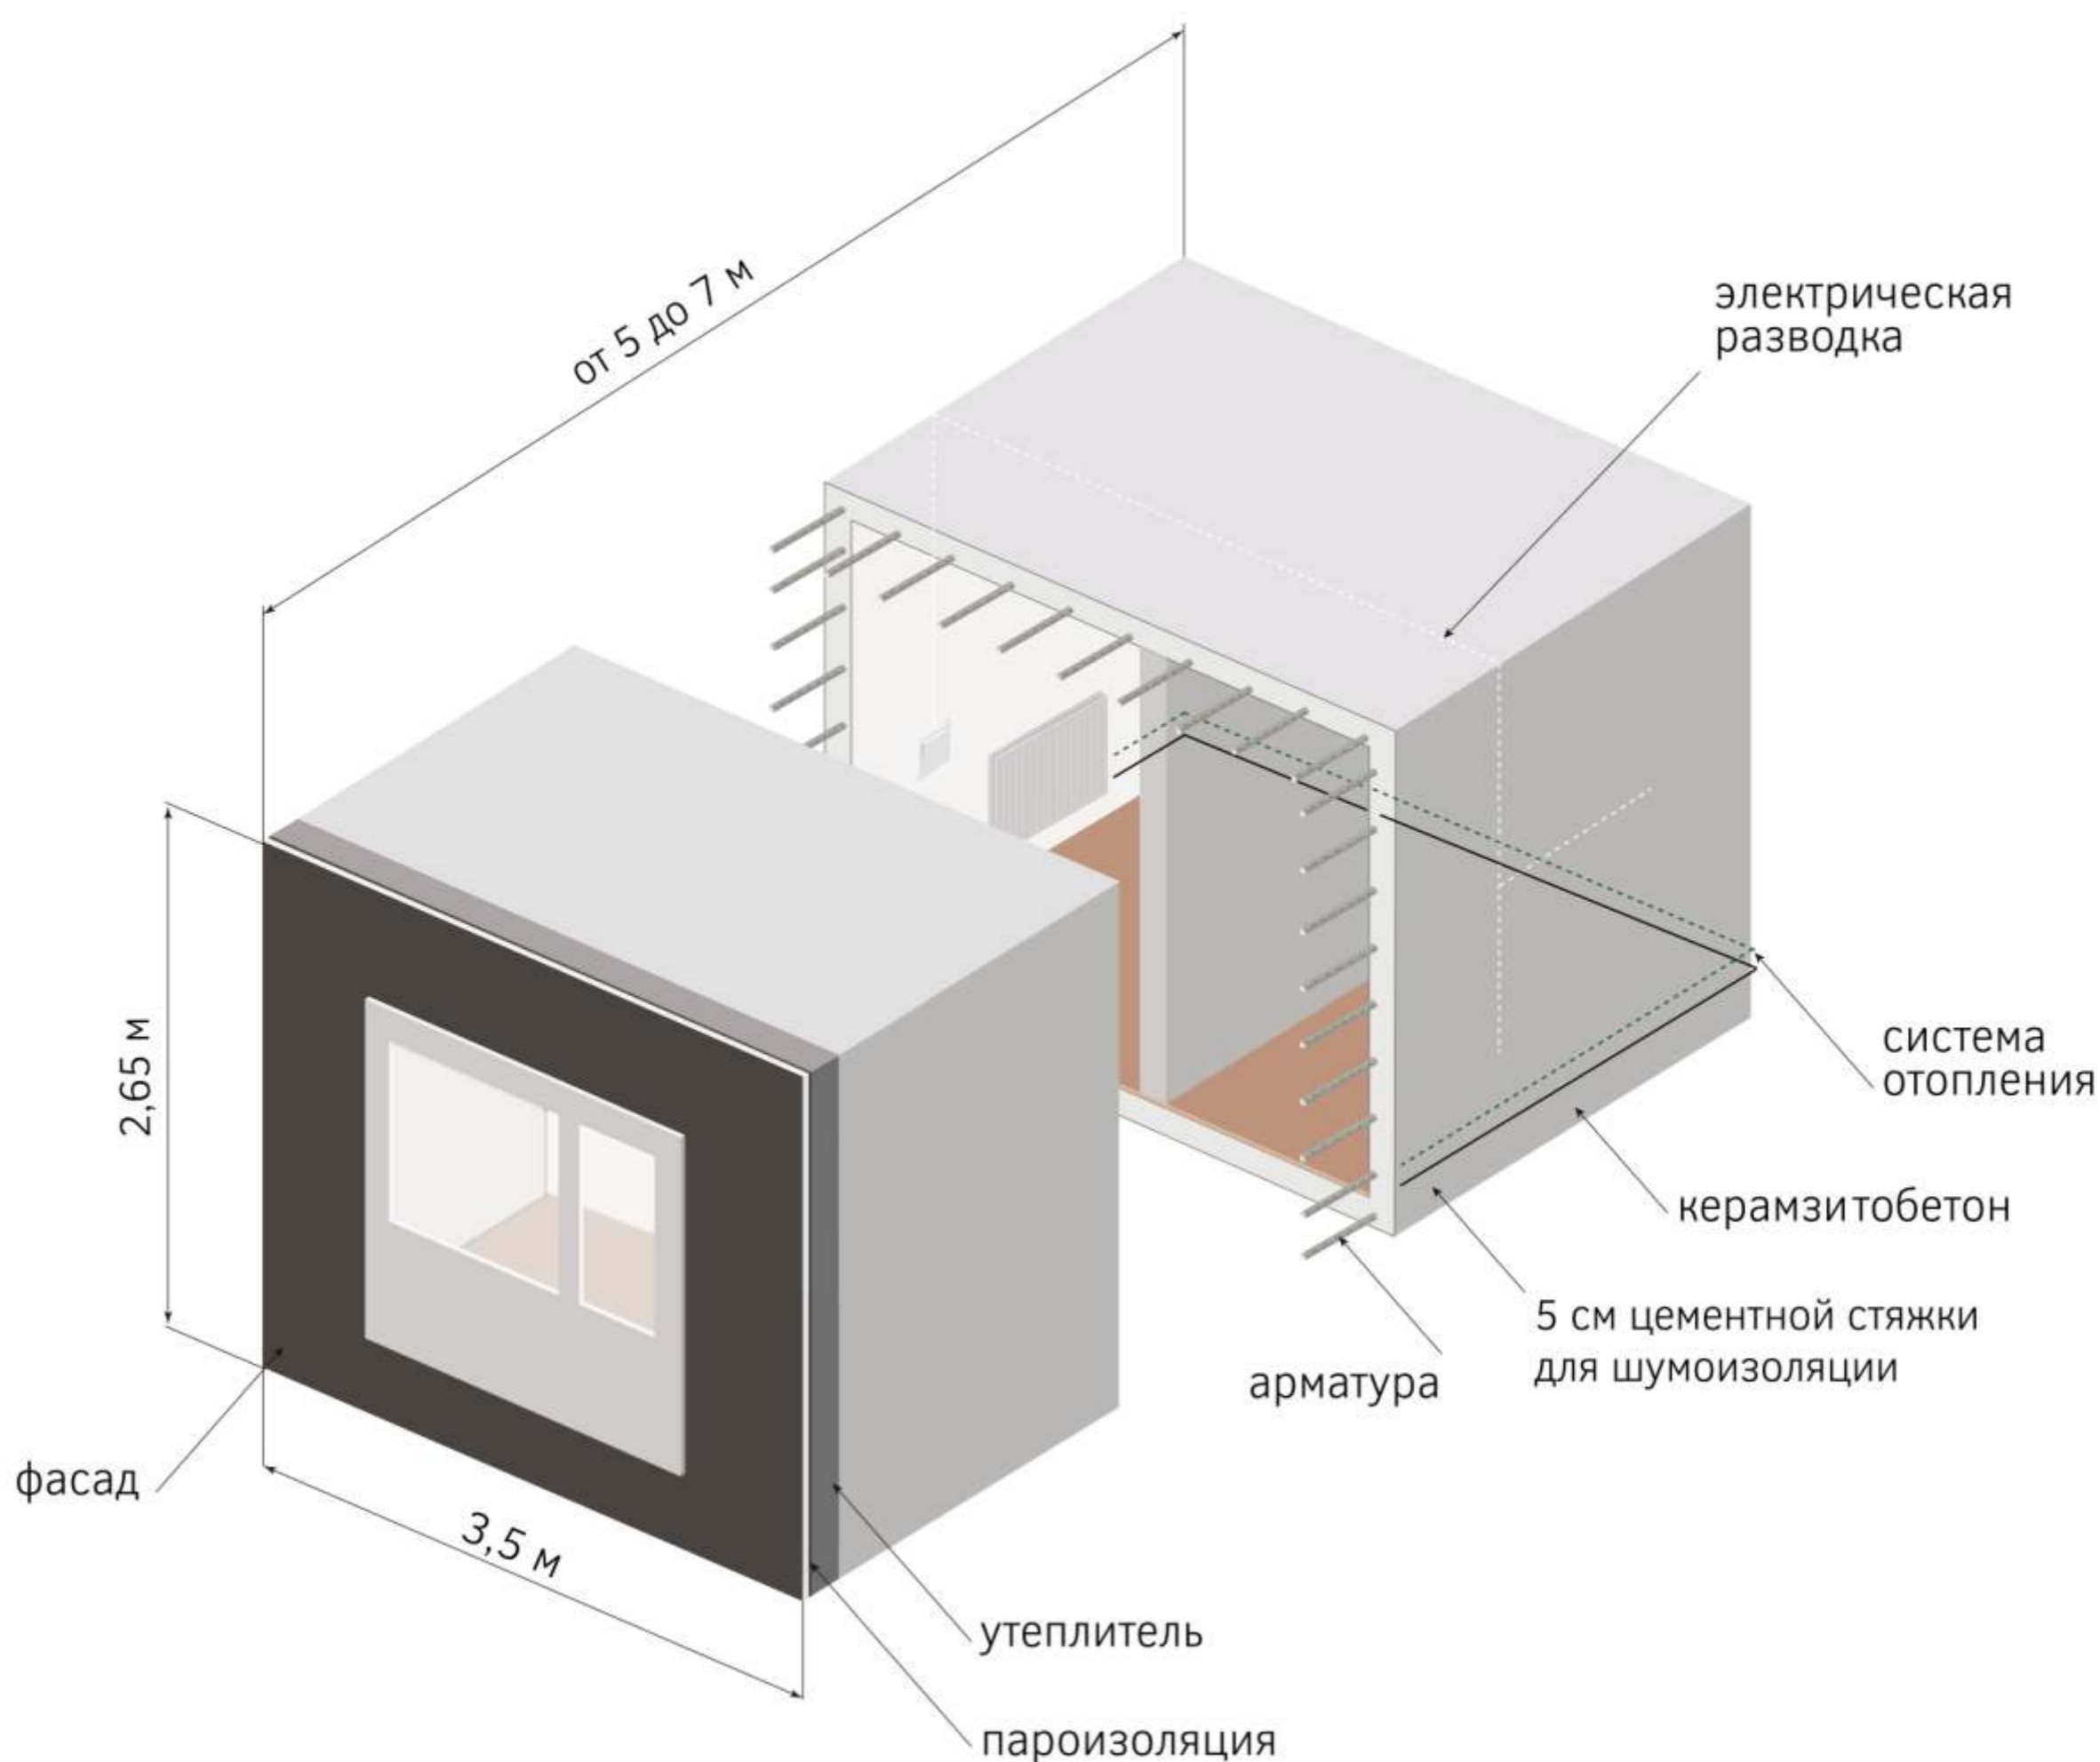 от 5 до 7 м
электрическая
разводка
2,65 м
система
отопления
керамзитобетон
5 см цементной стяжки
для шумоизоляции
арматура
фасад
3,5 м
утеплитель
пароизоляция